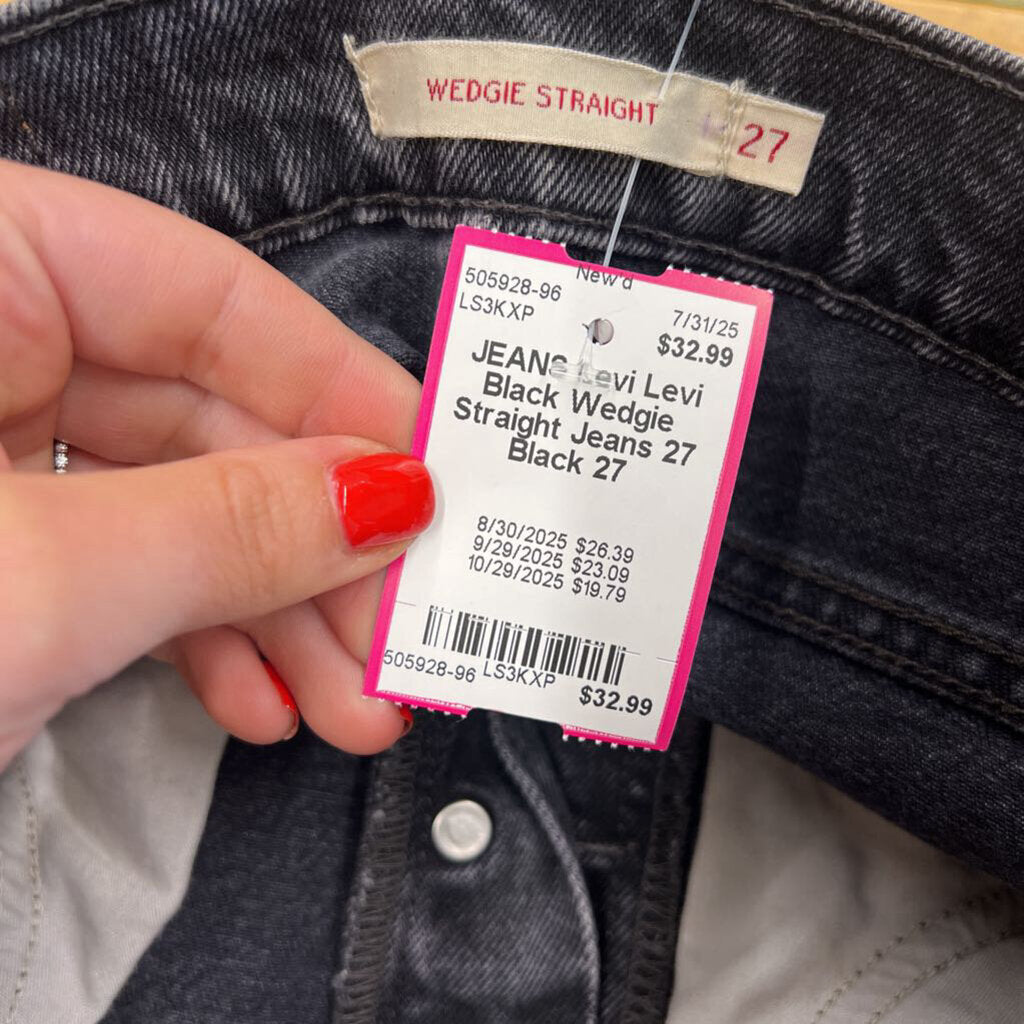 WEDGIE STRAIGHT 27
New'd
505928-96
LS3KXP
7/31/25
$32.99
JEANS Levi Levi
Black Wedgie
Straight Jeans 27
Black 27
8/30/2025 $26.39
9/29/2025 $23.09
10/29/2025 $19.79
505928-96 LS3KXP $32.99